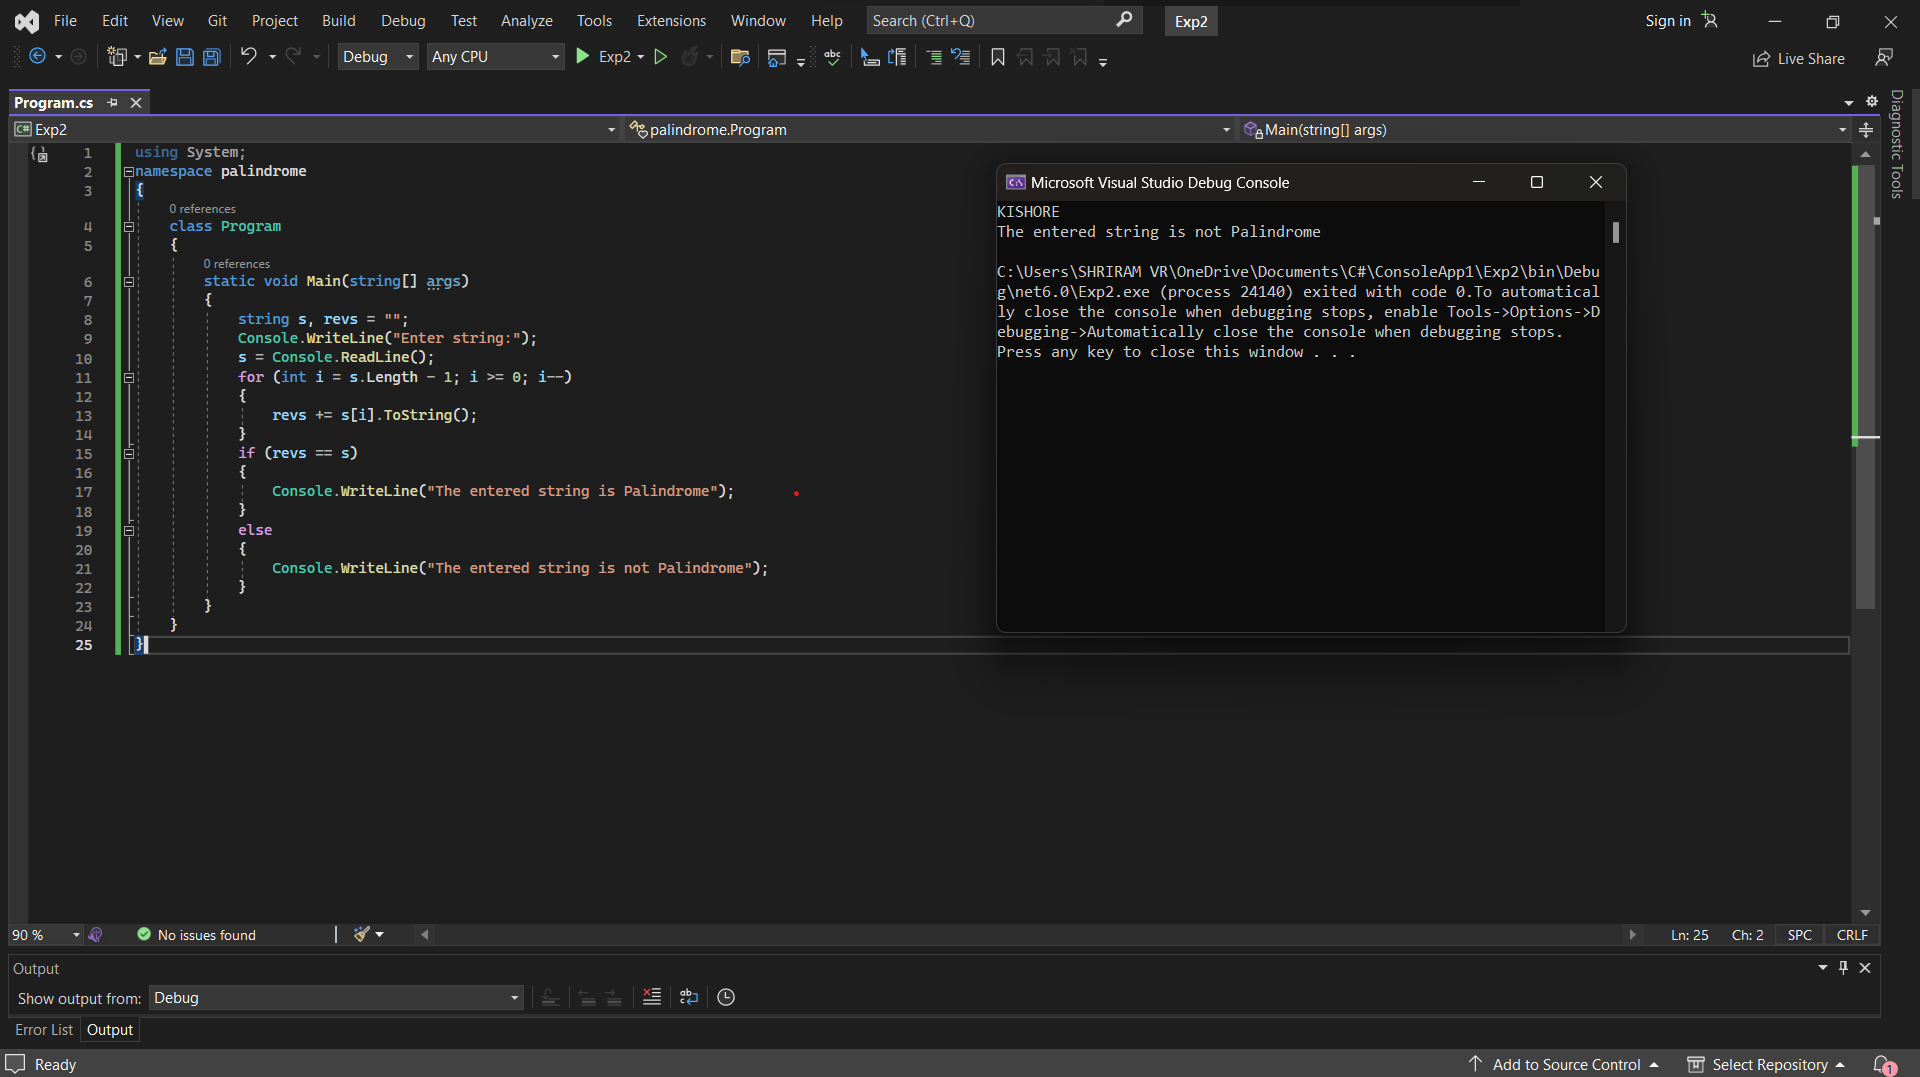 File Edit View Git Project Build Debug Test Analyze Tools Extensions Window Help Search (Ctrl+Q) Exp2 Sign in
Debug Any CPU Exp2 Live Share
Program.cs
C# Exp2 palindrome.Program Main(string[] args)
Diagnostic Tools
1 using System;
2 namespace palindrome
3 {
0 references
4 class Program
5 {
0 references
6 static void Main(string[] args)
7 {
8 string s, revs = "";
9 Console.WriteLine("Enter string:");
10 s = Console.ReadLine();
11 for (int i = s.Length - 1; i >= 0; i--)
12 {
13 revs += s[i].ToString();
14 }
15 if (revs == s)
16 {
17 Console.WriteLine("The entered string is Palindrome");
18 }
19 else
20 {
21 Console.WriteLine("The entered string is not Palindrome");
22 }
23 }
24 }
25 }
Microsoft Visual Studio Debug Console
KISHORE
The entered string is not Palindrome
C:\Users\SHRIRAM VR\OneDrive\Documents\C#\ConsoleApp1\Exp2\bin\Debu
g\net6.0\Exp2.exe (process 24140) exited with code 0.To automatical
ly close the console when debugging stops, enable Tools->Options->D
ebugging->Automatically close the console when debugging stops.
Press any key to close this window . . .
90 % No issues found Ln: 25 Ch: 2 SPC CRLF
Output
Show output from: Debug
Error List Output
Ready Add to Source Control Select Repository 1